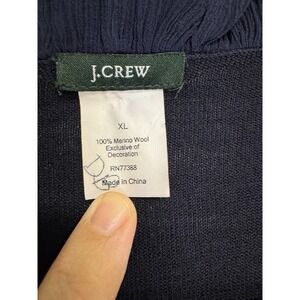 J.CREW
XL
100% Merino Wool
Exclusive of
Decoration
RN77388
Made in China